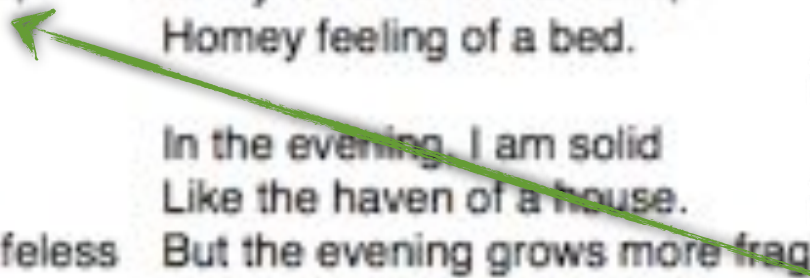 Homey feeling of a bed.
In the evening, I am solid
Like the haven of a house.
feless But the evening grows more frag